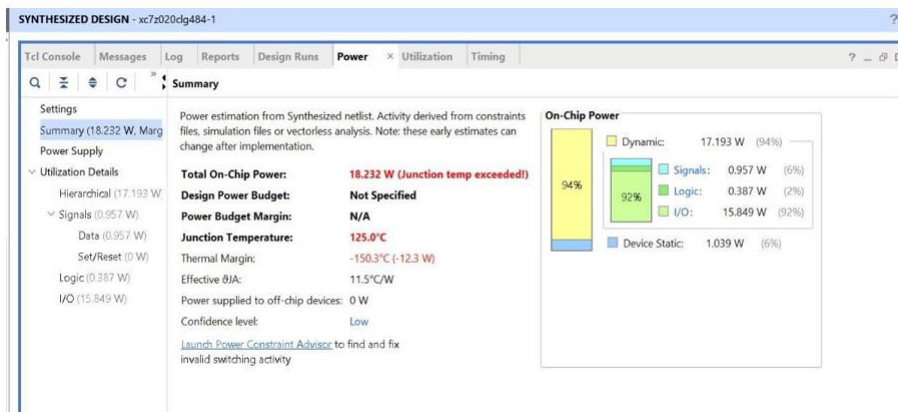 SYNTHESIZED DESIGN - xc7z020clg484-1
?
Tcl Console Messages Log Reports Design Runs Power × Utilization Timing
? _
»
Summary
Settings
Summary (18.232 W, Marg
Power Supply
Utilization Details
Hierarchical (17.193 W
Signals (0.957 W)
Data (0.957 W)
Set/Reset (0 W)
Logic (0.387 W)
I/O (15.849 W)
Power estimation from Synthesized netlist. Activity derived from constraints
files, simulation files or vectorless analysis. Note: these early estimates can
change after implementation.
Total On-Chip Power: 18.232 W (Junction temp exceeded!)
Design Power Budget: Not Specified
Power Budget Margin: N/A
Junction Temperature: 125.0°C
Thermal Margin: -150.3°C (-12.3 W)
Effective ϑJA: 11.5°C/W
Power supplied to off-chip devices: 0 W
Confidence level: Low
Launch Power Constraint Advisor to find and fix
invalid switching activity
On-Chip Power
Dynamic: 17.193 W (94%)
94%
92%
Signals: 0.957 W (6%)
Logic: 0.387 W (2%)
I/O: 15.849 W (92%)
Device Static: 1.039 W (6%)